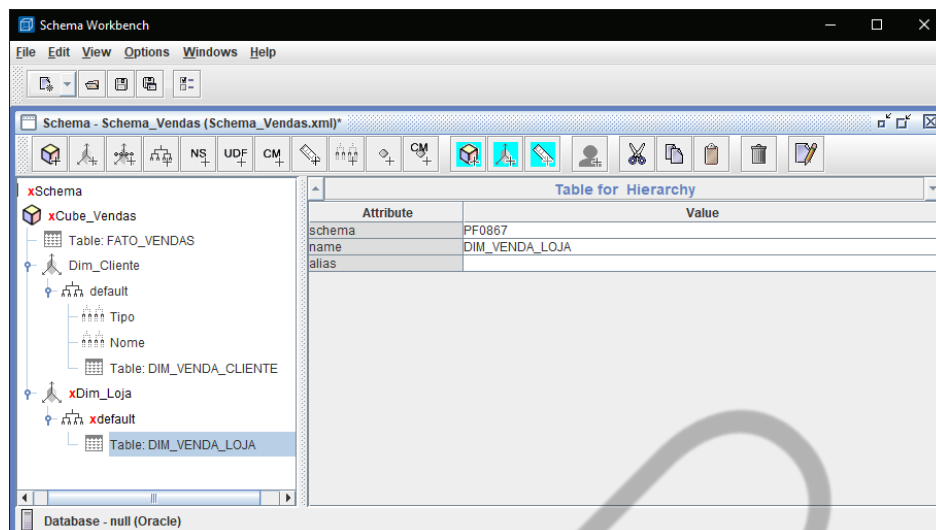 Schema Workbench
File Edit View Options Windows Help
Schema - Schema_Vendas (Schema_Vendas.xml)*
NS UDF CM CM
xSchema
xCube_Vendas
Table: FATO_VENDAS
Dim_Cliente
default
Tipo
Nome
Table: DIM_VENDA_CLIENTE
xDim_Loja
xdefault
Table: DIM_VENDA_LOJA
Table for Hierarchy
Attribute Value
schema PF0867
name DIM_VENDA_LOJA
alias
Database - null (Oracle)